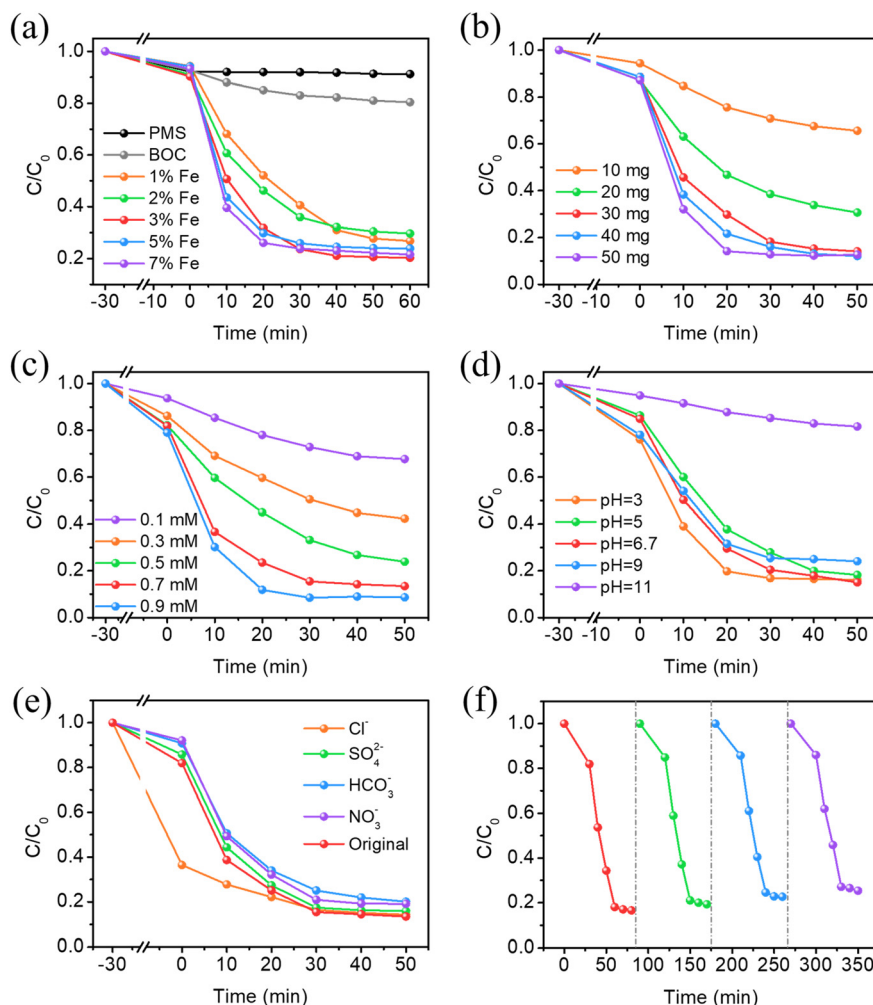 (a)
C/C₀
1.0
0.8
0.6
0.4
0.2
PMS
BOC
1% Fe
2% Fe
3% Fe
5% Fe
7% Fe
-30 -10 0 10 20 30 40 50 60
Time (min)
(b)
C/C₀
1.0
0.8
0.6
0.4
0.2
0.0
10 mg
20 mg
30 mg
40 mg
50 mg
-30 -10 0 10 20 30 40 50
Time (min)
(c)
C/C₀
1.0
0.8
0.6
0.4
0.2
0.0
0.1 mM
0.3 mM
0.5 mM
0.7 mM
0.9 mM
-30 0 10 20 30 40 50
Time (min)
(d)
C/C₀
1.0
0.8
0.6
0.4
0.2
0.0
pH=3
pH=5
pH=6.7
pH=9
pH=11
-30 -10 0 10 20 30 40 50
Time (min)
(e)
C/C₀
1.0
0.8
0.6
0.4
0.2
0.0
Cl⁻
SO₄²⁻
HCO₃⁻
NO₃⁻
Original
-30 0 10 20 30 40 50
Time (min)
(f)
C/C₀
1.0
0.8
0.6
0.4
0.2
0.0
0 50 100 150 200 250 300 350
Time (min)